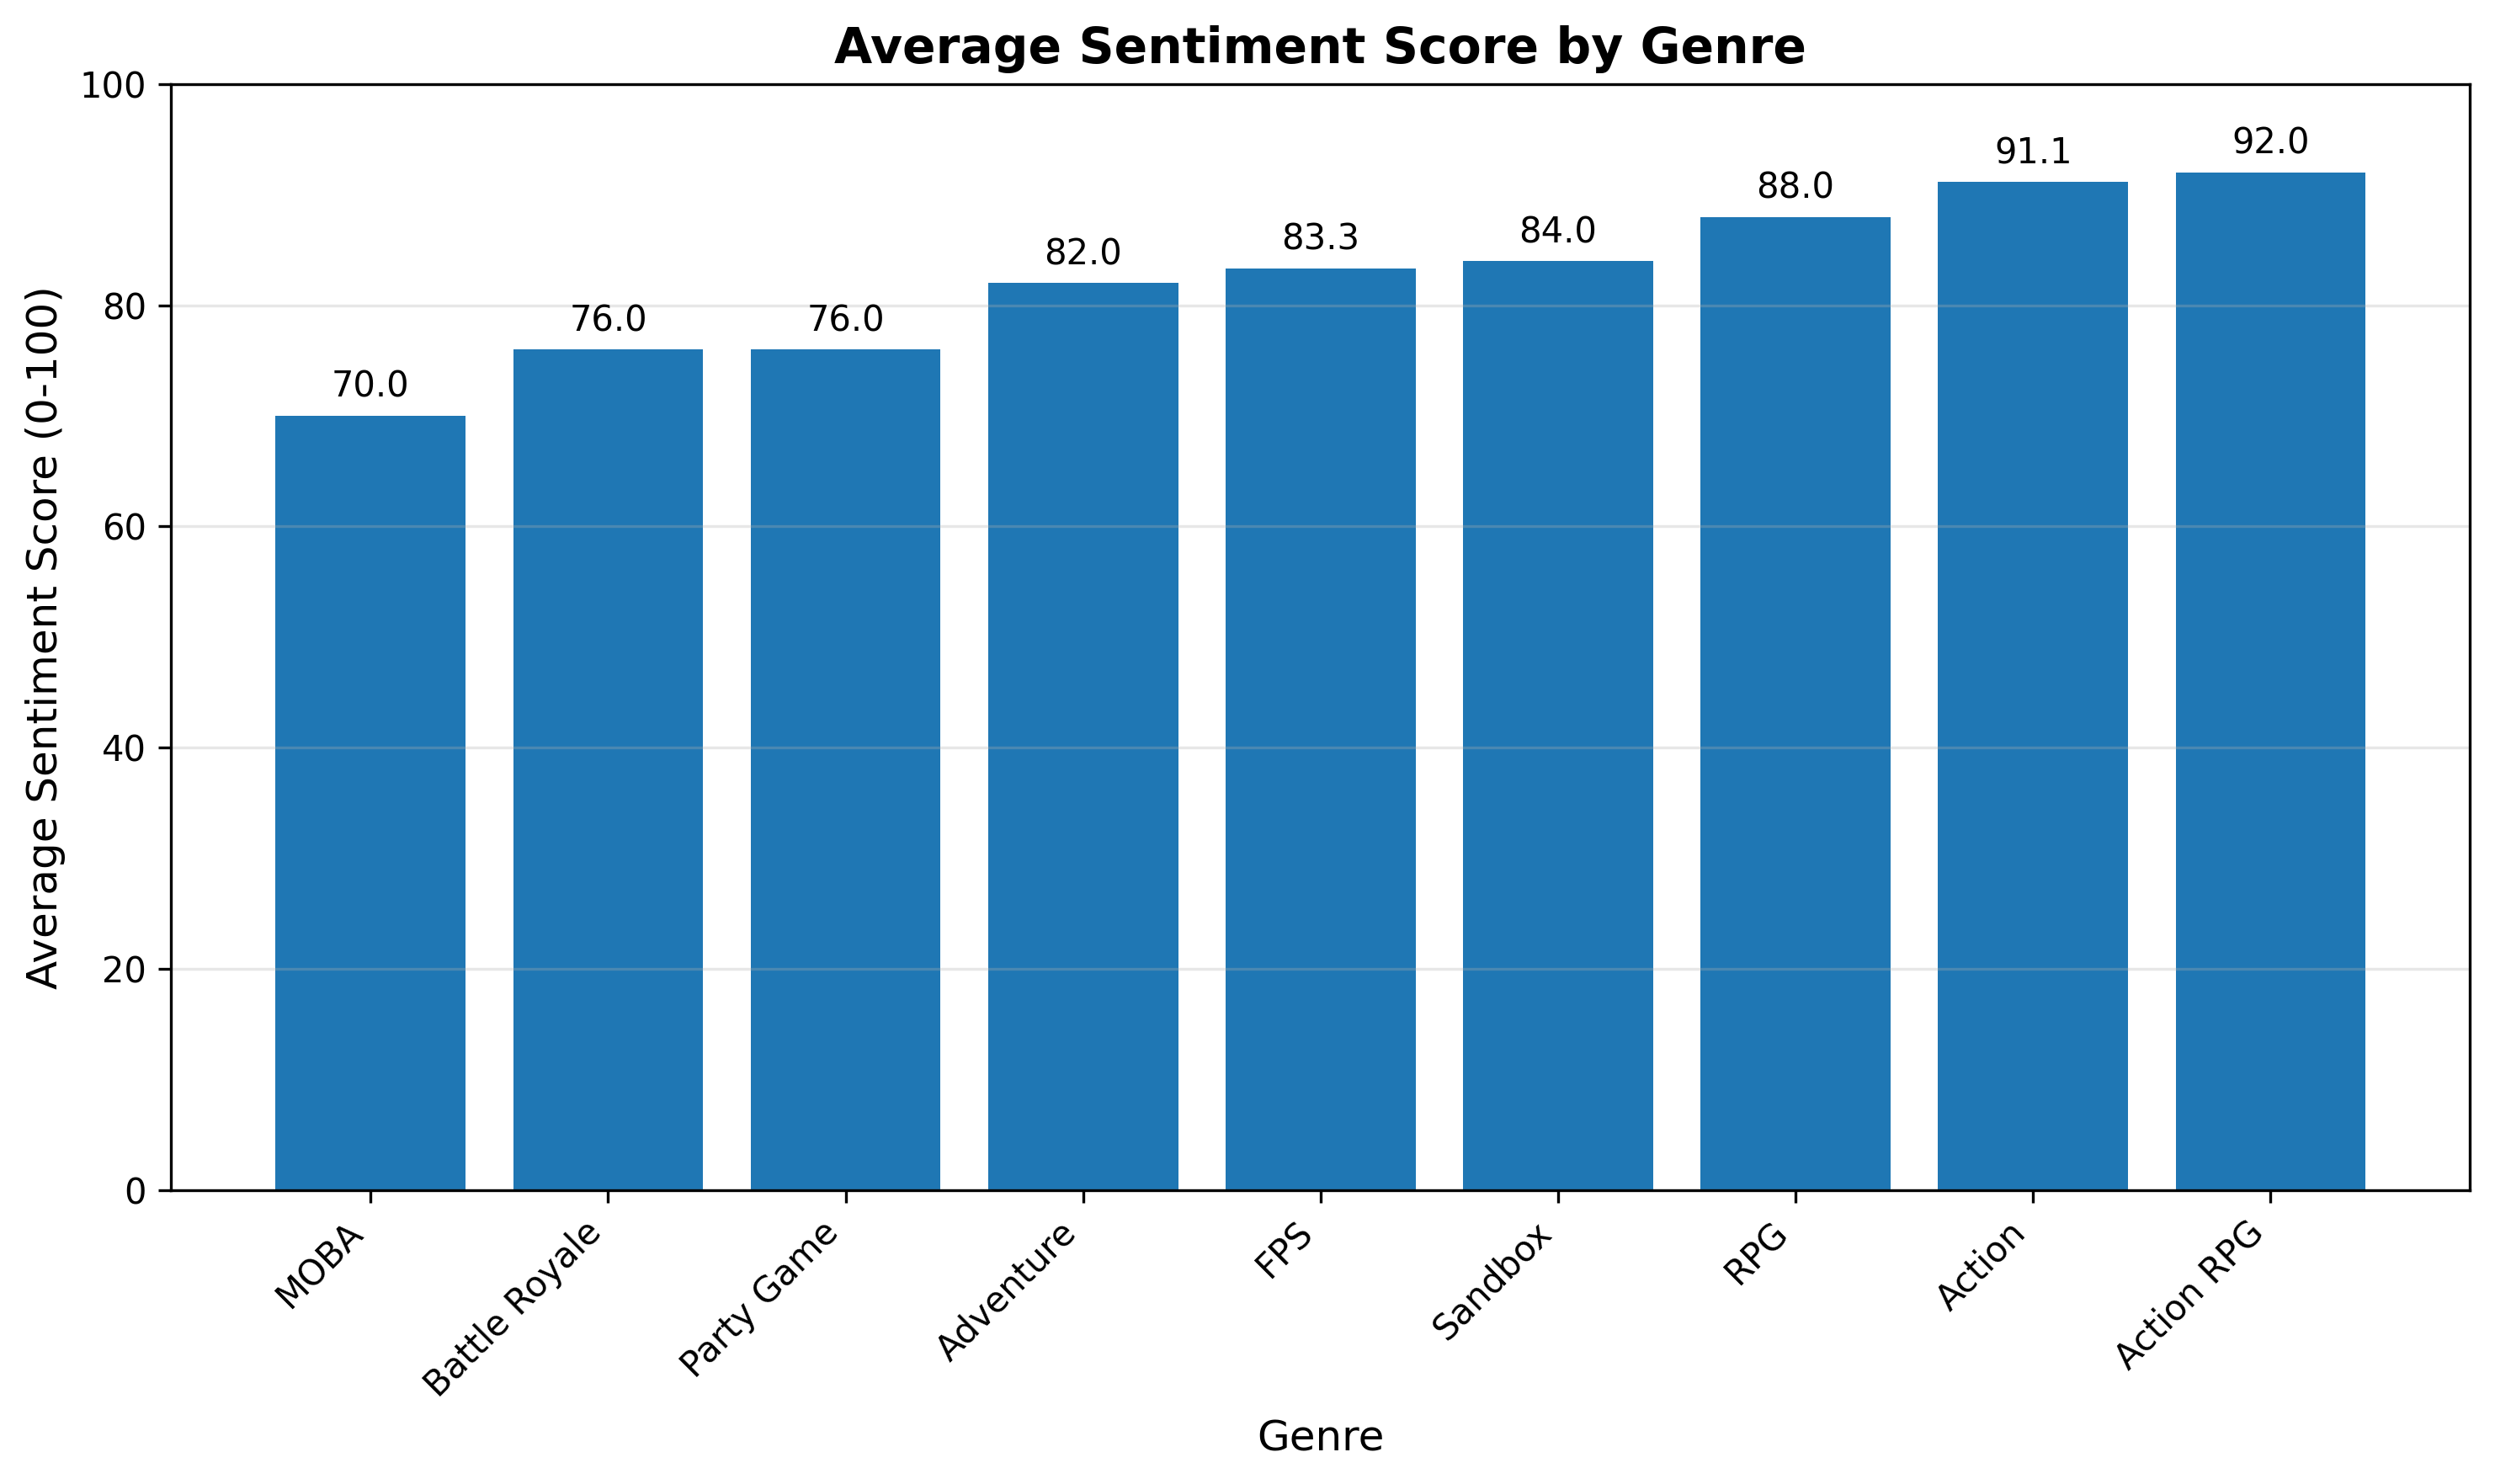 Average Sentiment Score by Genre
Average Sentiment Score (0-100)
100
80
60
40
20
0
70.0
76.0
76.0
82.0
83.3
84.0
88.0
91.1
92.0
MOBA
Battle Royale
Party Game
Adventure
FPS
Sandbox
RPG
Action
Action RPG
Genre